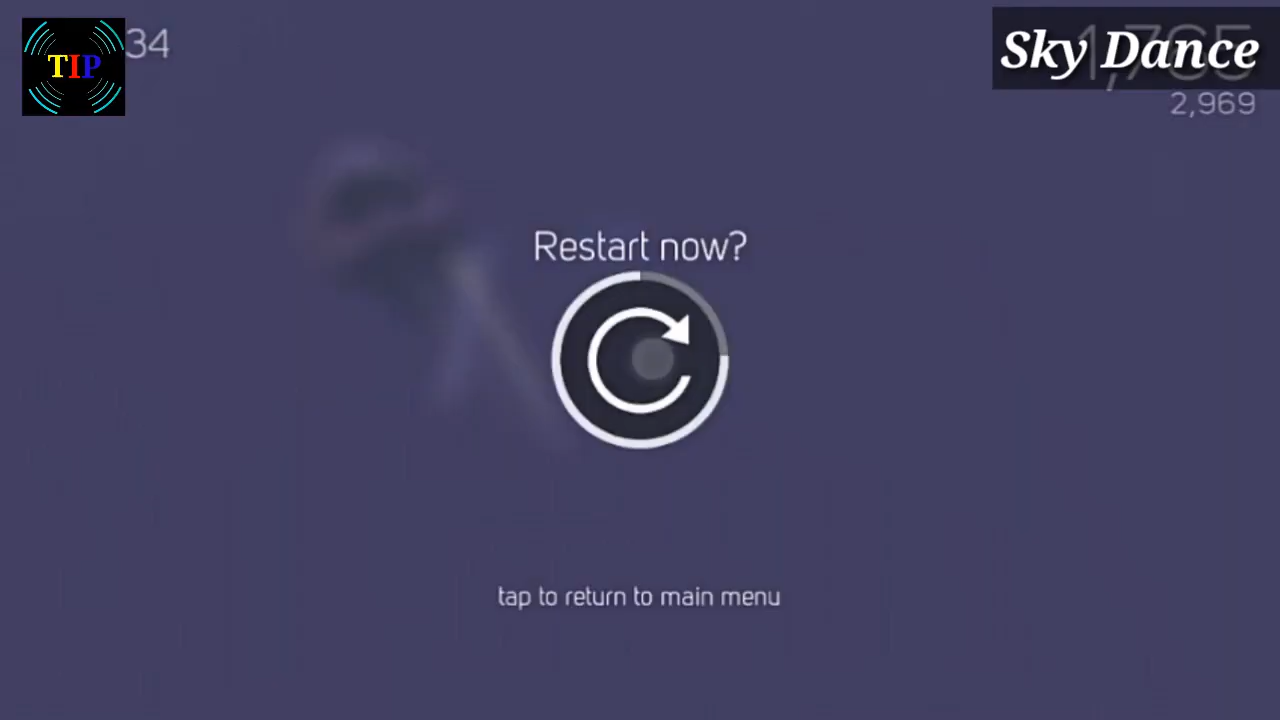 TIP
34
Sky Dance
2,969
Restart now?
tap to return to main menu